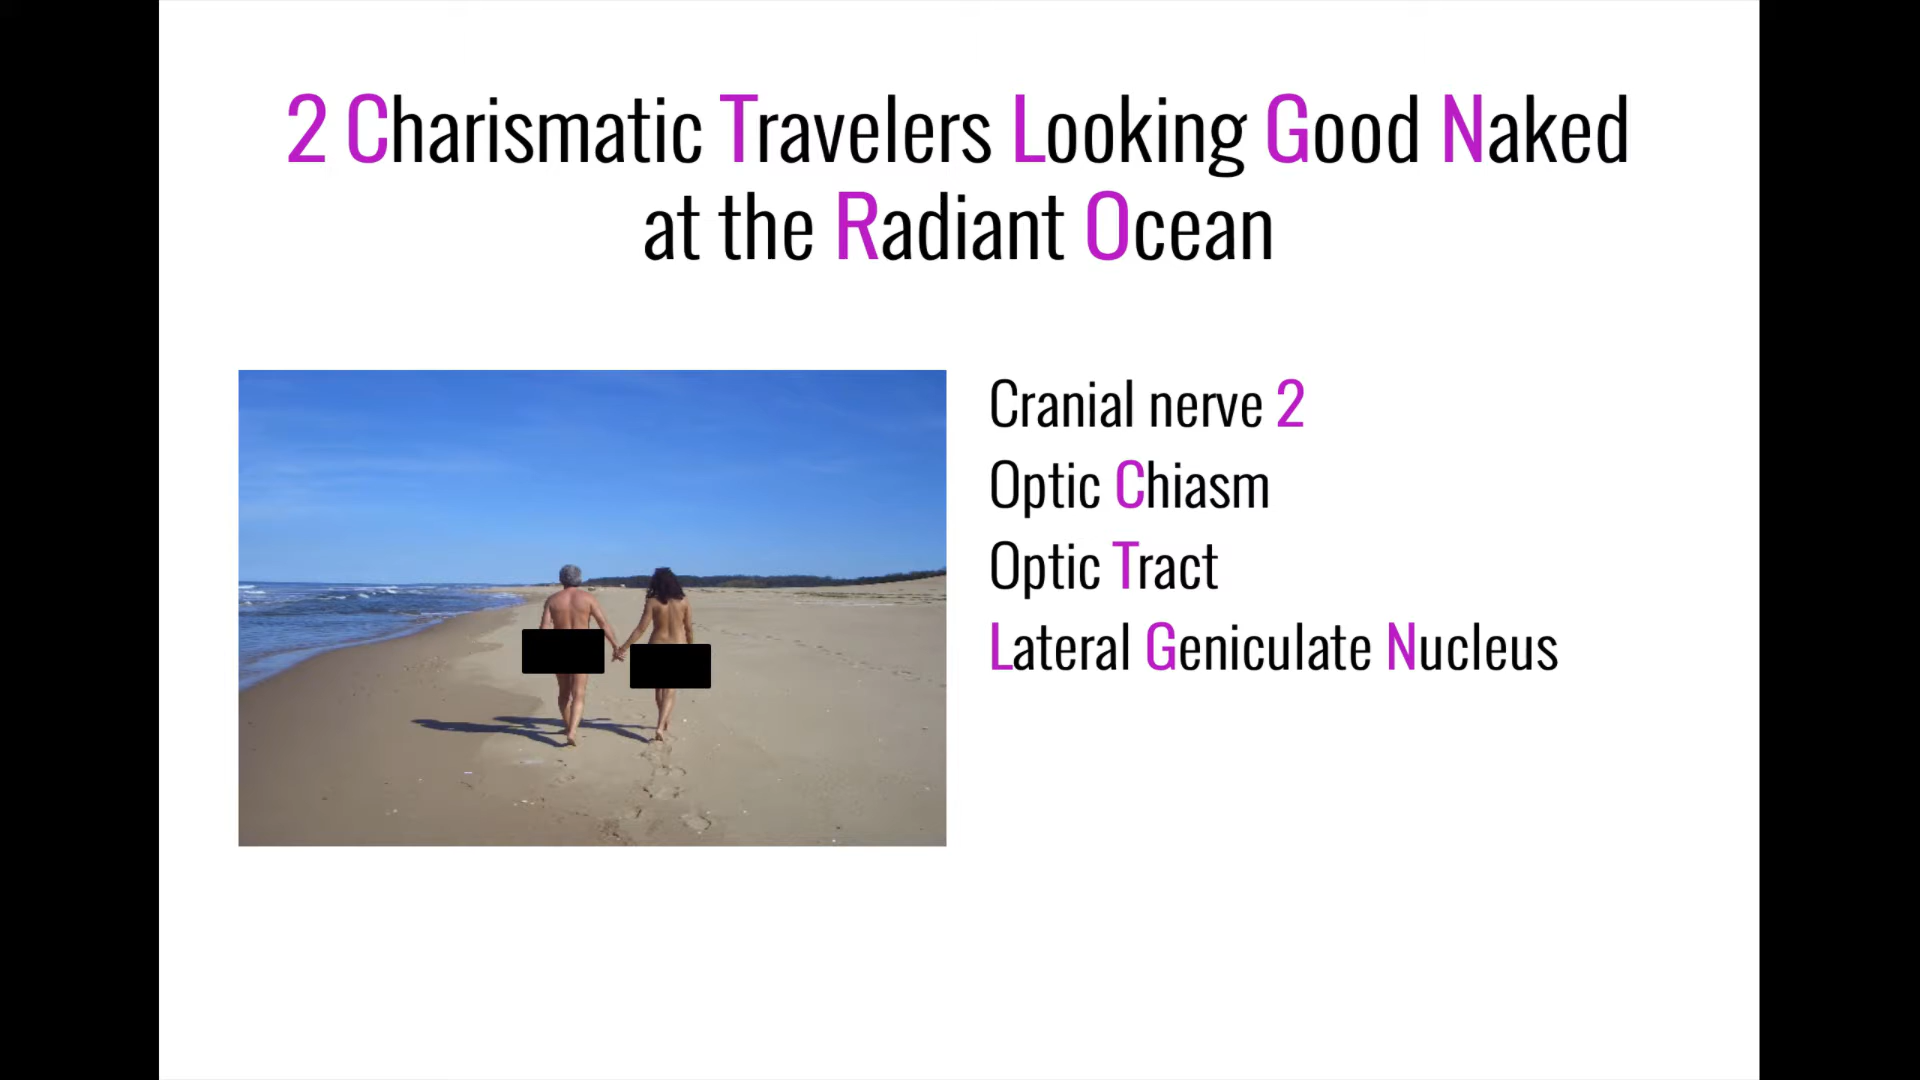 2 Charismatic Travelers Looking Good Naked
at the Radiant Ocean
Cranial nerve 2
Optic Chiasm
Optic Tract
Lateral Geniculate Nucleus